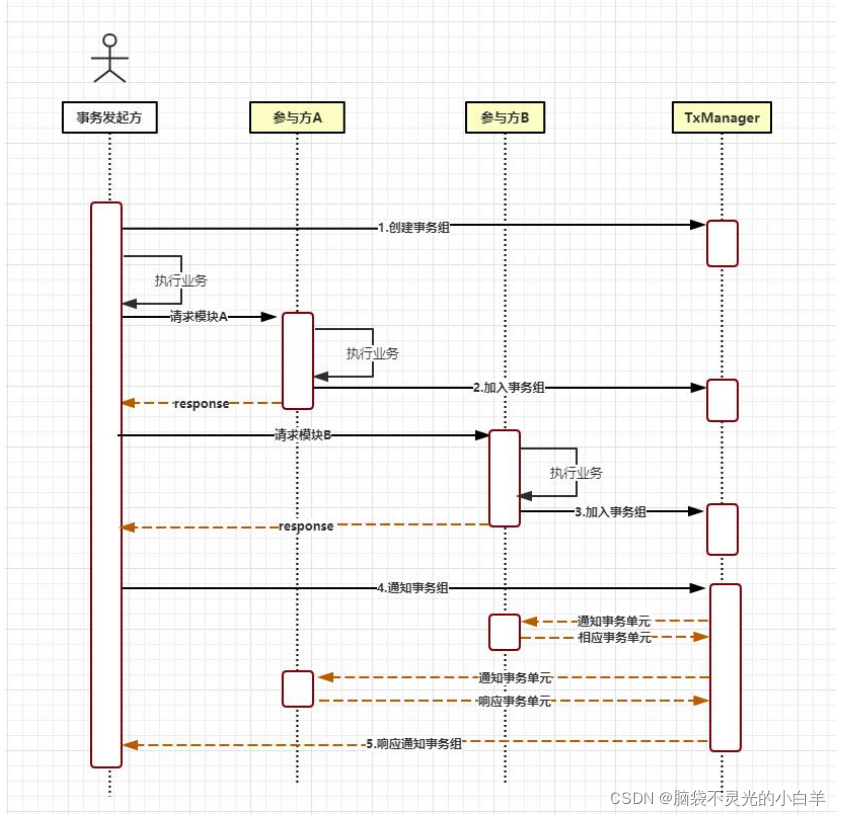 事务发起方
参与方A
参与方B
TxManager
1.创建事务组
执行业务
请求模块A
执行业务
2.加入事务组
response
请求模块B
执行业务
3.加入事务组
response
4.通知事务组
通知事务单元
相应事务单元
通知事务单元
响应事务单元
5.响应通知事务组
CSDN @脑袋不灵光的小白羊